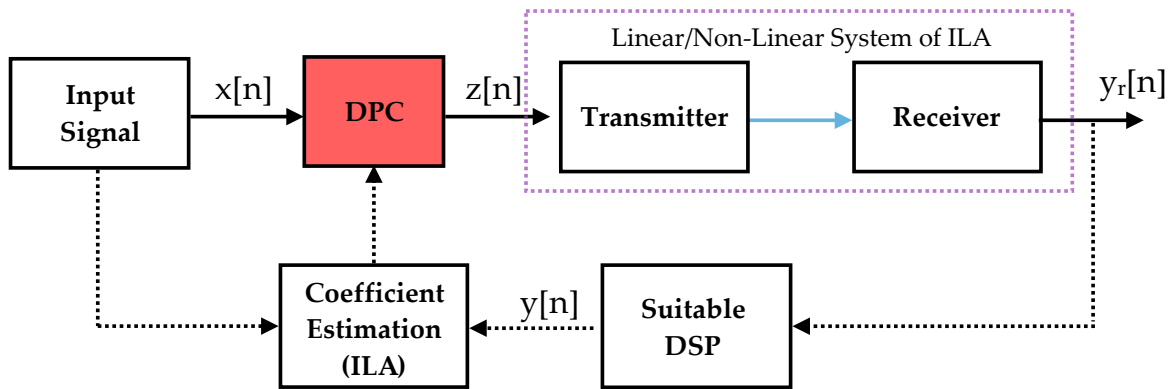 Linear/Non-Linear System of ILA
Input
Signal
x[n]
DPC
z[n]
Transmitter
Receiver
yᵣ[n]
Coefficient
Estimation
(ILA)
y[n]
Suitable
DSP